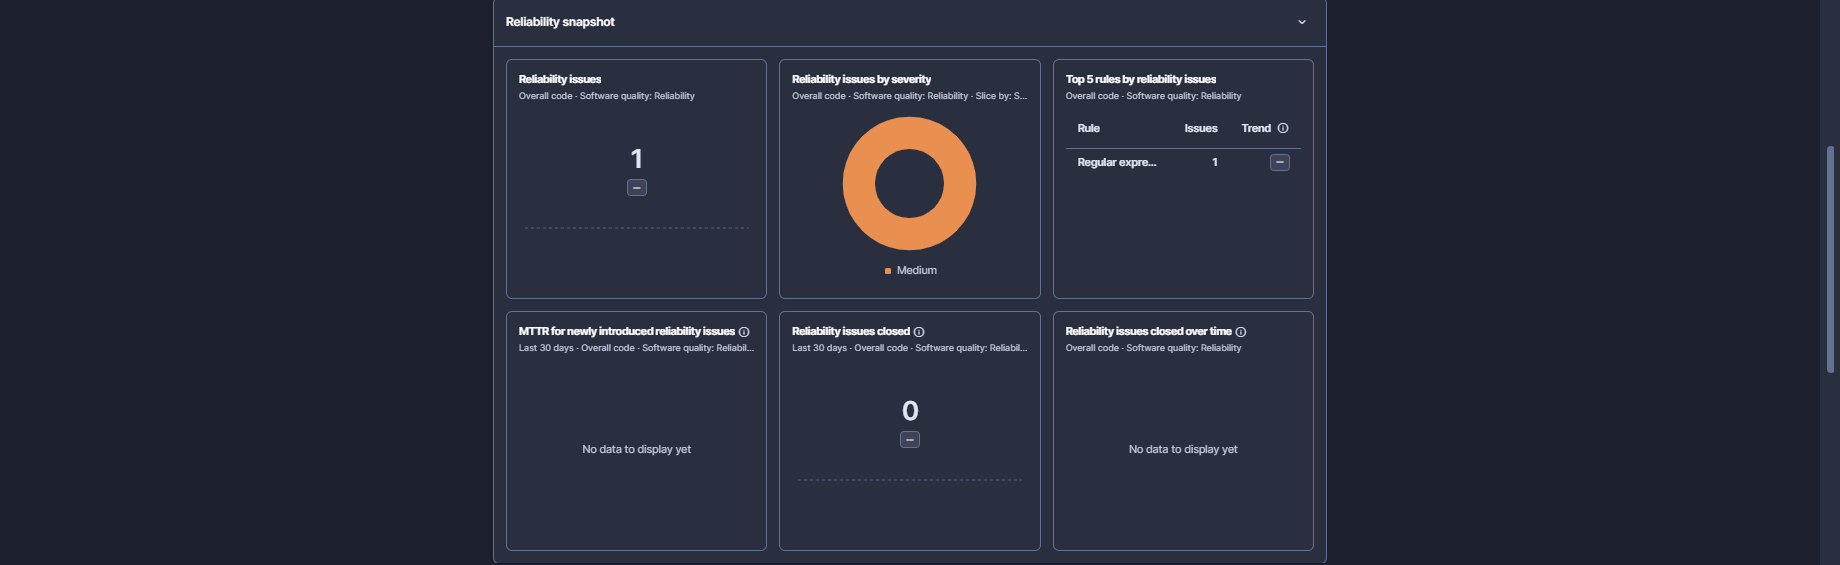 Reliability snapshot
Reliability issues
Overall code · Software quality: Reliability
1
Reliability issues by severity
Overall code · Software quality: Reliability · Slice by: S...
Medium
Top 5 rules by reliability issues
Overall code · Software quality: Reliability
Rule Issues Trend
Regular expre... 1
MTTR for newly introduced reliability issues
Last 30 days · Overall code · Software quality: Reliabil...
No data to display yet
Reliability issues closed
Last 30 days · Overall code · Software quality: Reliabil...
0
Reliability issues closed over time
Overall code · Software quality: Reliability
No data to display yet